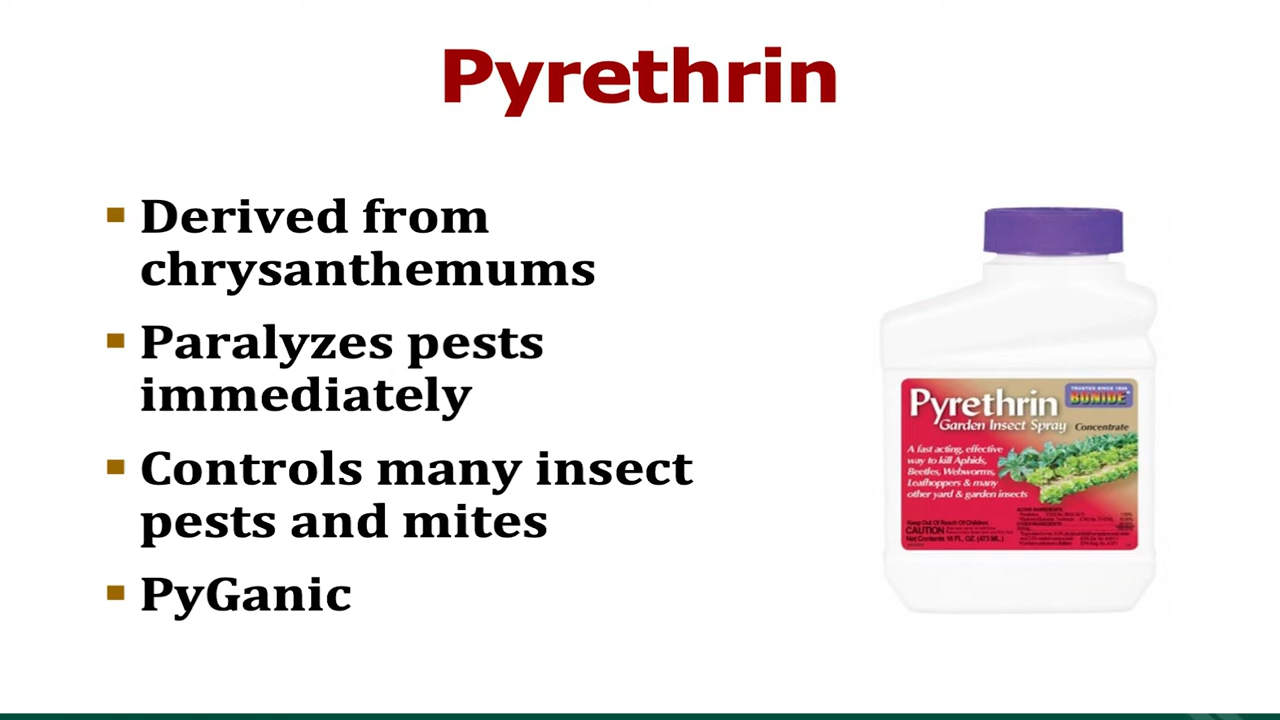 Pyrethrin
Derived from
chrysanthemums
Paralyzes pests
immediately
Controls many insect
pests and mites
PyGanic
TRUSTED SINCE 1926
BONIDE
Pyrethrin
Garden Insect Spray
Concentrate
A fast acting, effective
way to kill Aphids,
Beetles, Webworms,
Leafhoppers & many
other yard & garden insects
Keep Out Of Reach Of Children
CAUTION
Net Contents 16 FL. OZ. (473 ML.)
ACTIVE INGREDIENTS